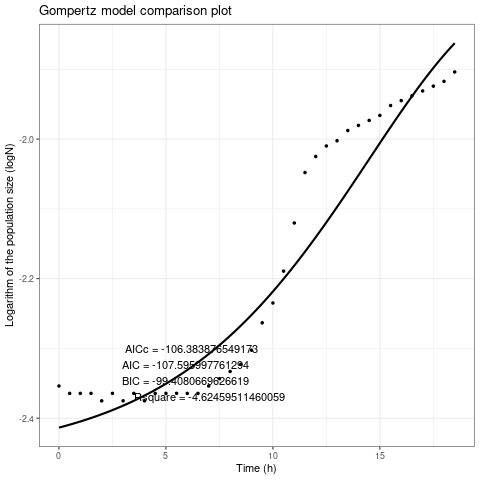 Gompertz model comparison plot
Logarithm of the population size (logN)
-2.0
-2.2
-2.4
AICc = -106.383876549173
AIC = -107.595997761294
BIC = -99.4080669626619
R-square = -4.62459511460059
0
5
10
15
Time (h)